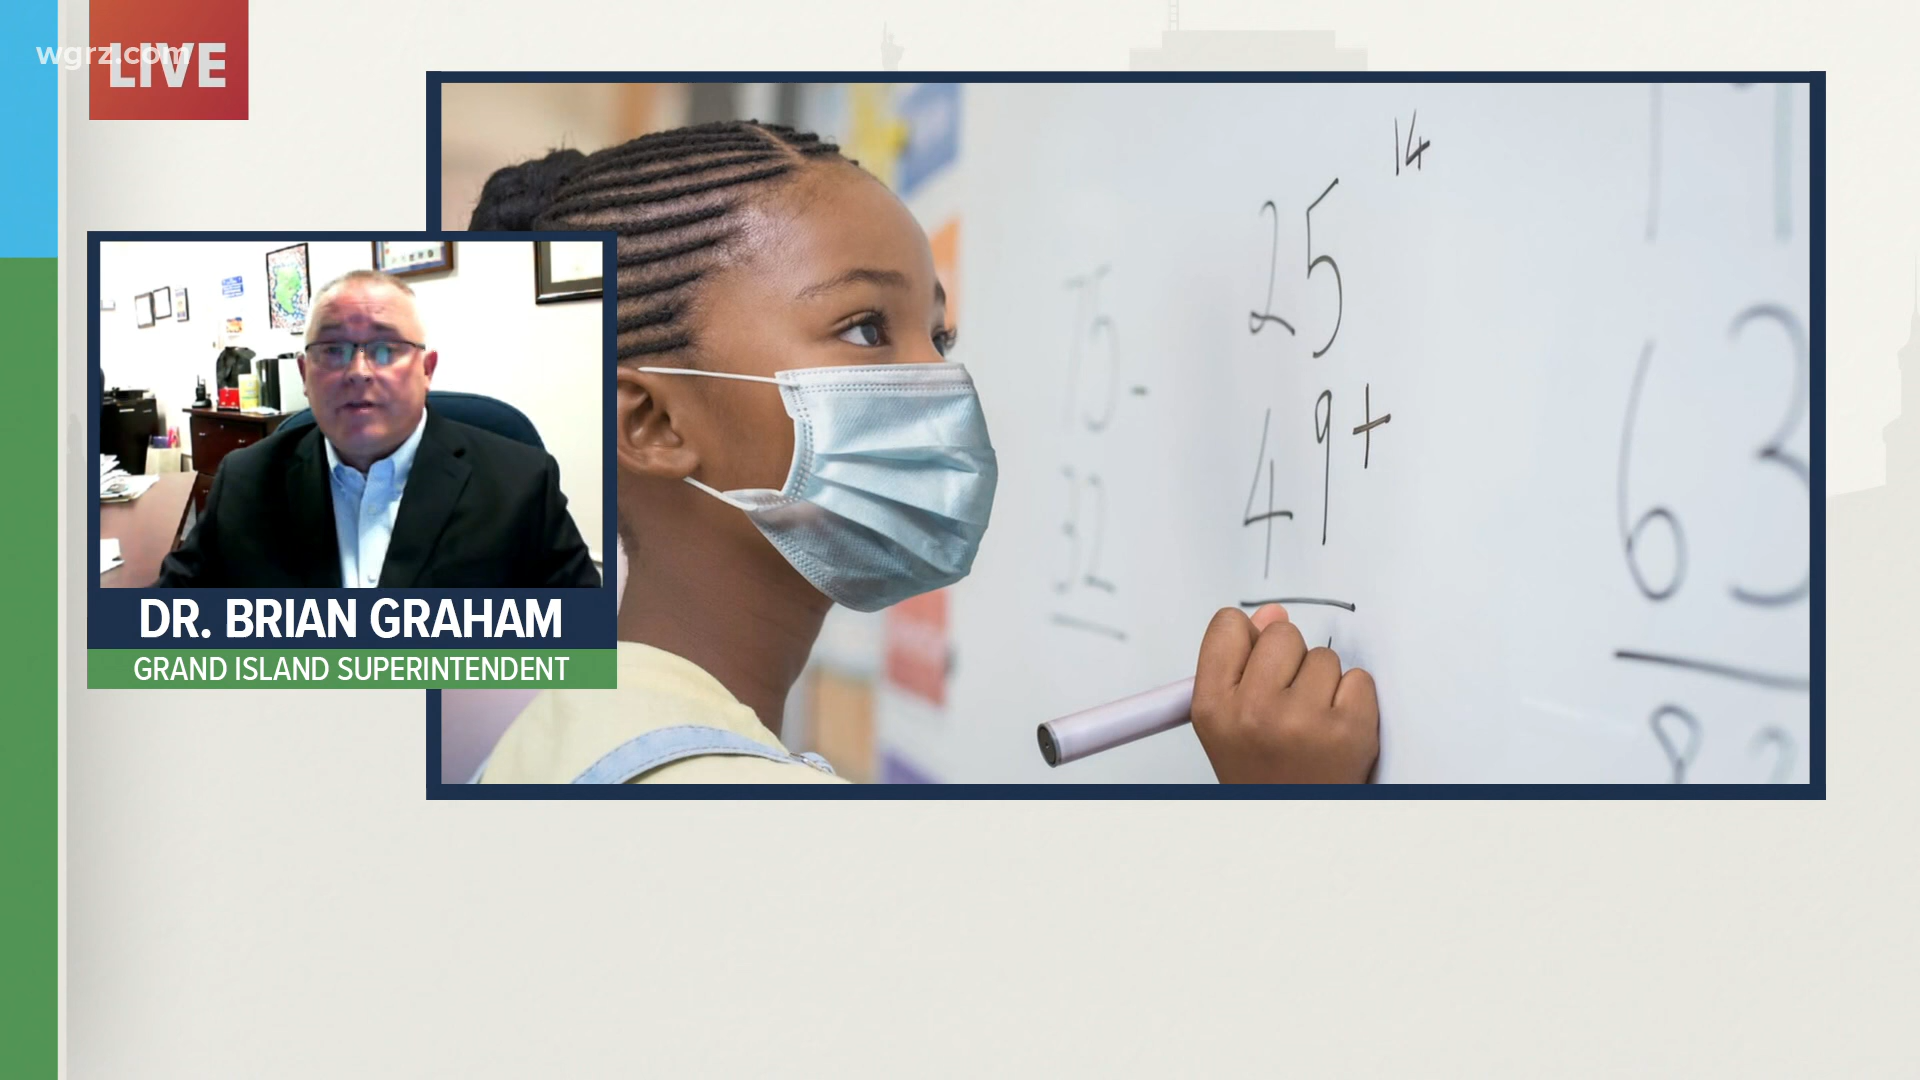 wgrz.com
LIVE
14
25
49+
63
DR. BRIAN GRAHAM
GRAND ISLAND SUPERINTENDENT